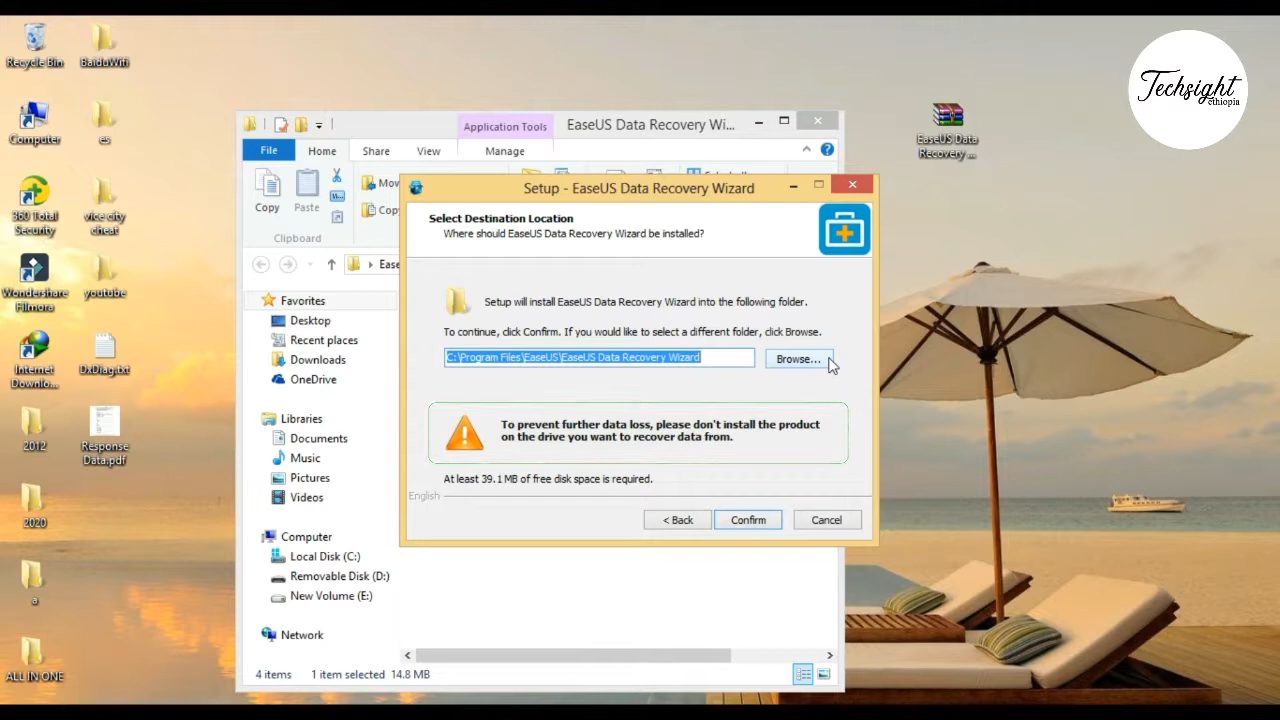 Recycle Bin
BaiduWifi
Computer
es
360 Total
Security
vice city
cheat
Wondershare
Filmora
youtube
Internet
Downlo...
DxDiag.txt
2012
Response
Data.pdf
2020
a
ALL IN ONE
Techsight
ethiopia
EaseUS Data
Recovery ...
Application Tools
EaseUS Data Recovery Wi...
File
Home
Share
View
Manage
Copy
Paste
Mov
Cop
Clipboard
Ease
Favorites
Desktop
Recent places
Downloads
OneDrive
Libraries
Documents
Music
Pictures
Videos
Computer
Local Disk (C:)
Removable Disk (D:)
New Volume (E:)
Network
4 items
1 item selected 14.8 MB
Setup - EaseUS Data Recovery Wizard
Select Destination Location
Where should EaseUS Data Recovery Wizard be installed?
Setup will install EaseUS Data Recovery Wizard into the following folder.
To continue, click Confirm. If you would like to select a different folder, click Browse.
C:\Program Files\EaseUS\EaseUS Data Recovery Wizard
Browse...
To prevent further data loss, please don't install the product
on the drive you want to recover data from.
At least 39.1 MB of free disk space is required.
English
< Back
Confirm
Cancel